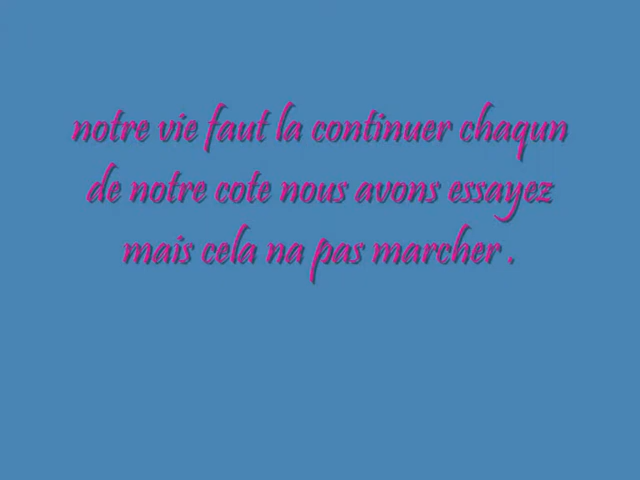 notre vie faut la continuer chaqun
de notre cote nous avons essayez
mais cela na pas marcher .